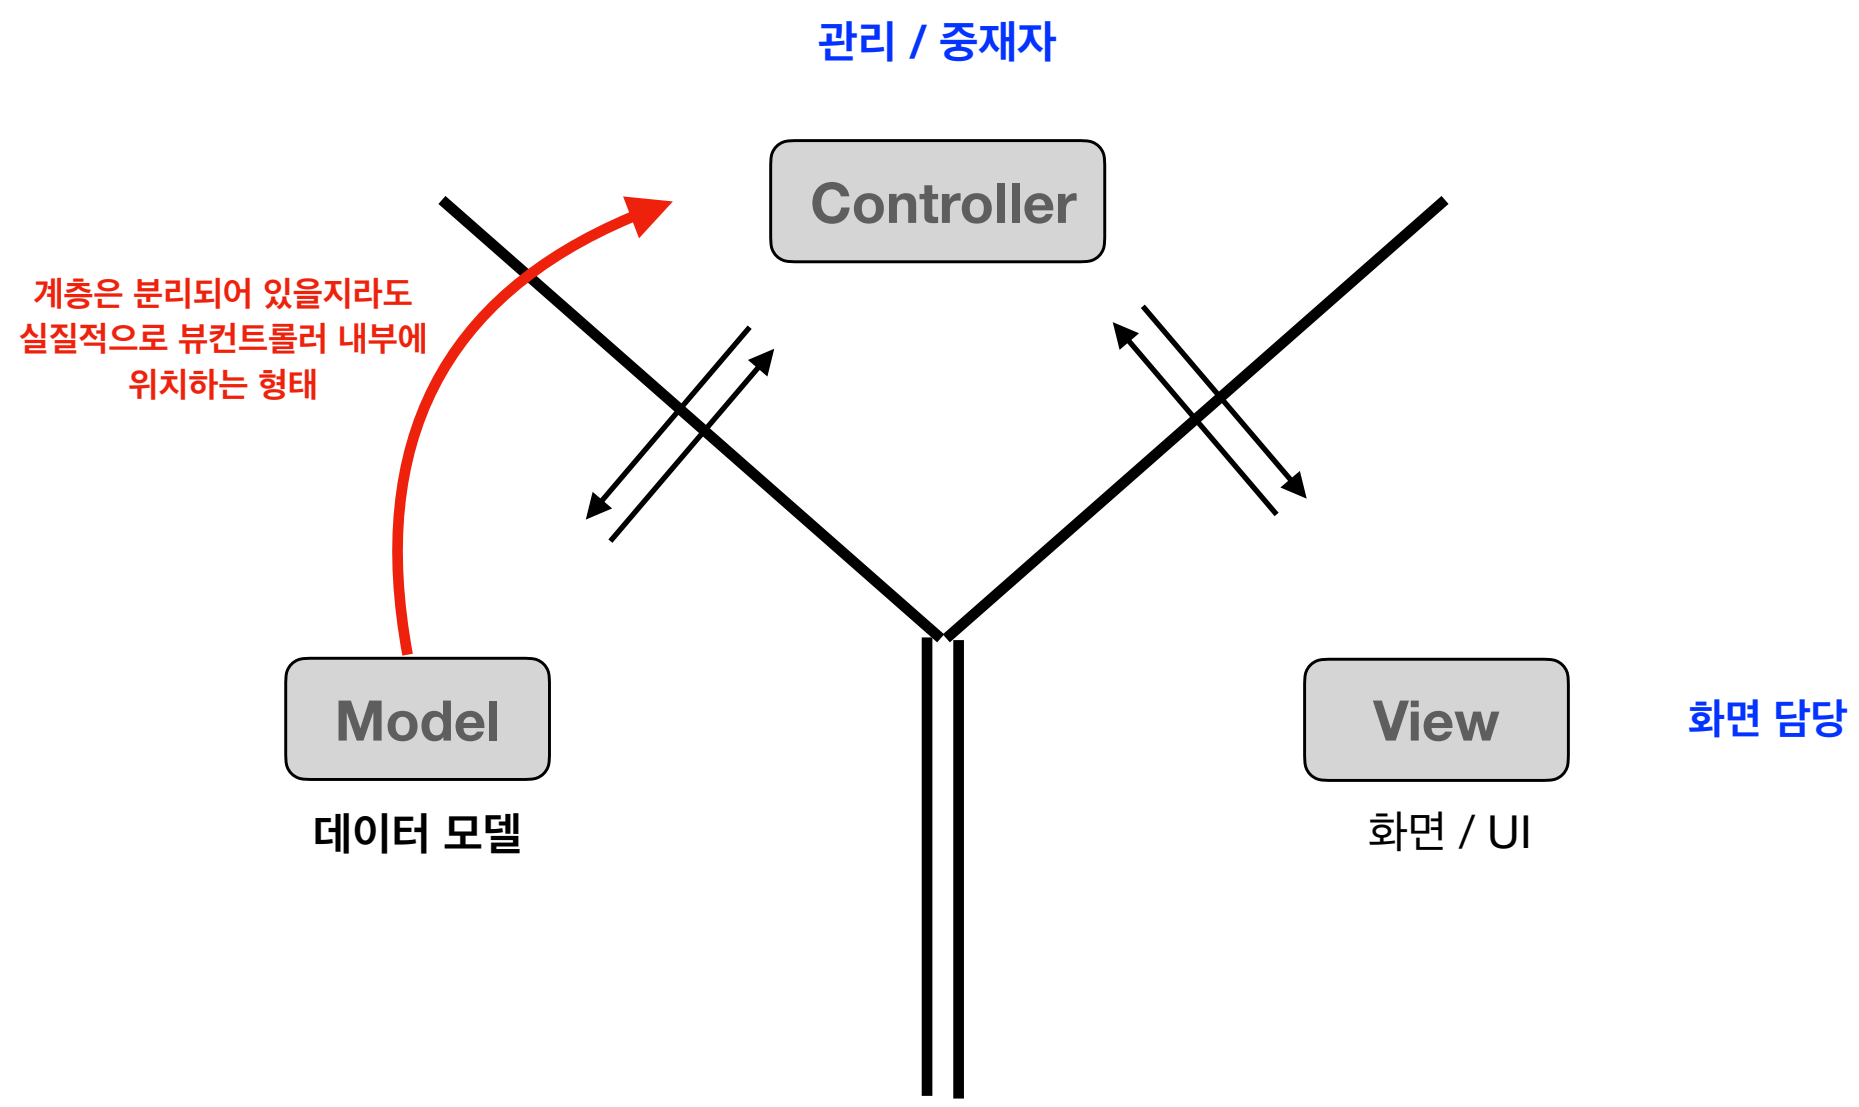 관리 / 중재자
Controller
계층은 분리되어 있을지라도
실질적으로 뷰컨트롤러 내부에
위치하는 형태
Model
데이터 모델
View
화면 / UI
화면 담당